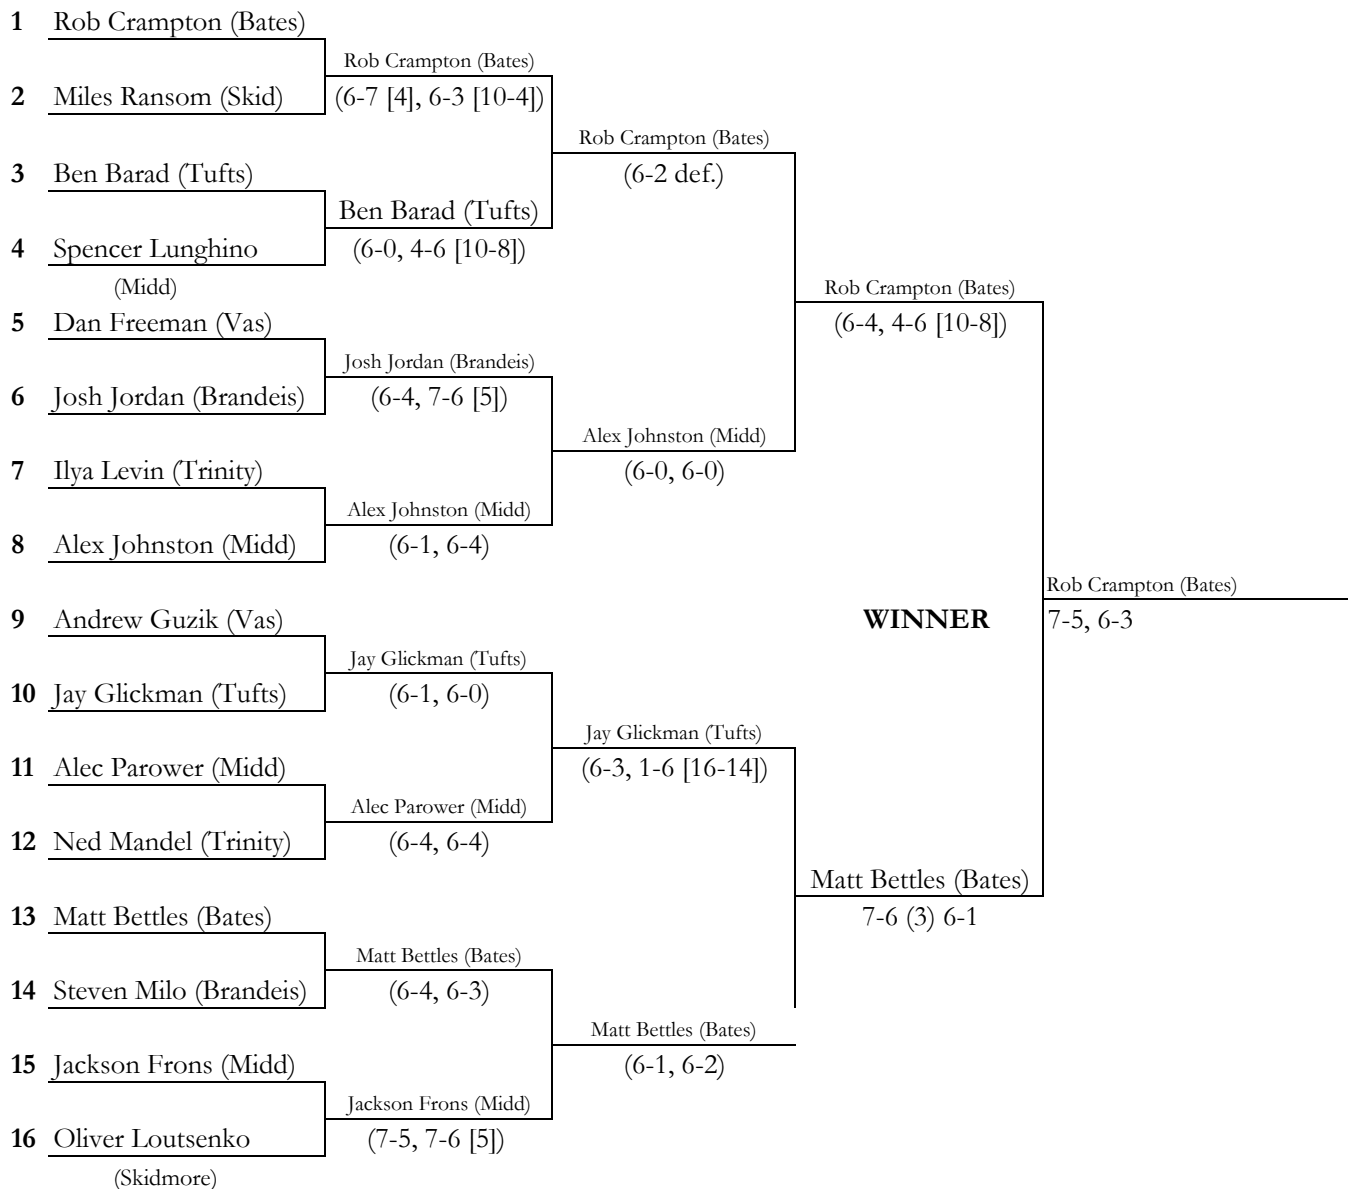 1 Rob Crampton (Bates)
Rob Crampton (Bates)
2 Miles Ransom (Skid)
(6-7 [4], 6-3 [10-4])
Rob Crampton (Bates)
(6-2 def.)
3 Ben Barad (Tufts)
Ben Barad (Tufts)
4 Spencer Lunghino
(Midd)
(6-0, 4-6 [10-8])
Rob Crampton (Bates)
(6-4, 4-6 [10-8])
5 Dan Freeman (Vas)
Josh Jordan (Brandeis)
6 Josh Jordan (Brandeis)
(6-4, 7-6 [5])
Alex Johnston (Midd)
(6-0, 6-0)
7 Ilya Levin (Trinity)
Alex Johnston (Midd)
8 Alex Johnston (Midd)
(6-1, 6-4)
Rob Crampton (Bates)
WINNER
7-5, 6-3
9 Andrew Guzik (Vas)
Jay Glickman (Tufts)
10 Jay Glickman (Tufts)
(6-1, 6-0)
Jay Glickman (Tufts)
(6-3, 1-6 [16-14])
11 Alec Parower (Midd)
Alec Parower (Midd)
12 Ned Mandel (Trinity)
(6-4, 6-4)
Matt Bettles (Bates)
7-6 (3) 6-1
13 Matt Bettles (Bates)
Matt Bettles (Bates)
14 Steven Milo (Brandeis)
(6-4, 6-3)
Matt Bettles (Bates)
(6-1, 6-2)
15 Jackson Frons (Midd)
Jackson Frons (Midd)
16 Oliver Loutsenko
(Skidmore)
(7-5, 7-6 [5])